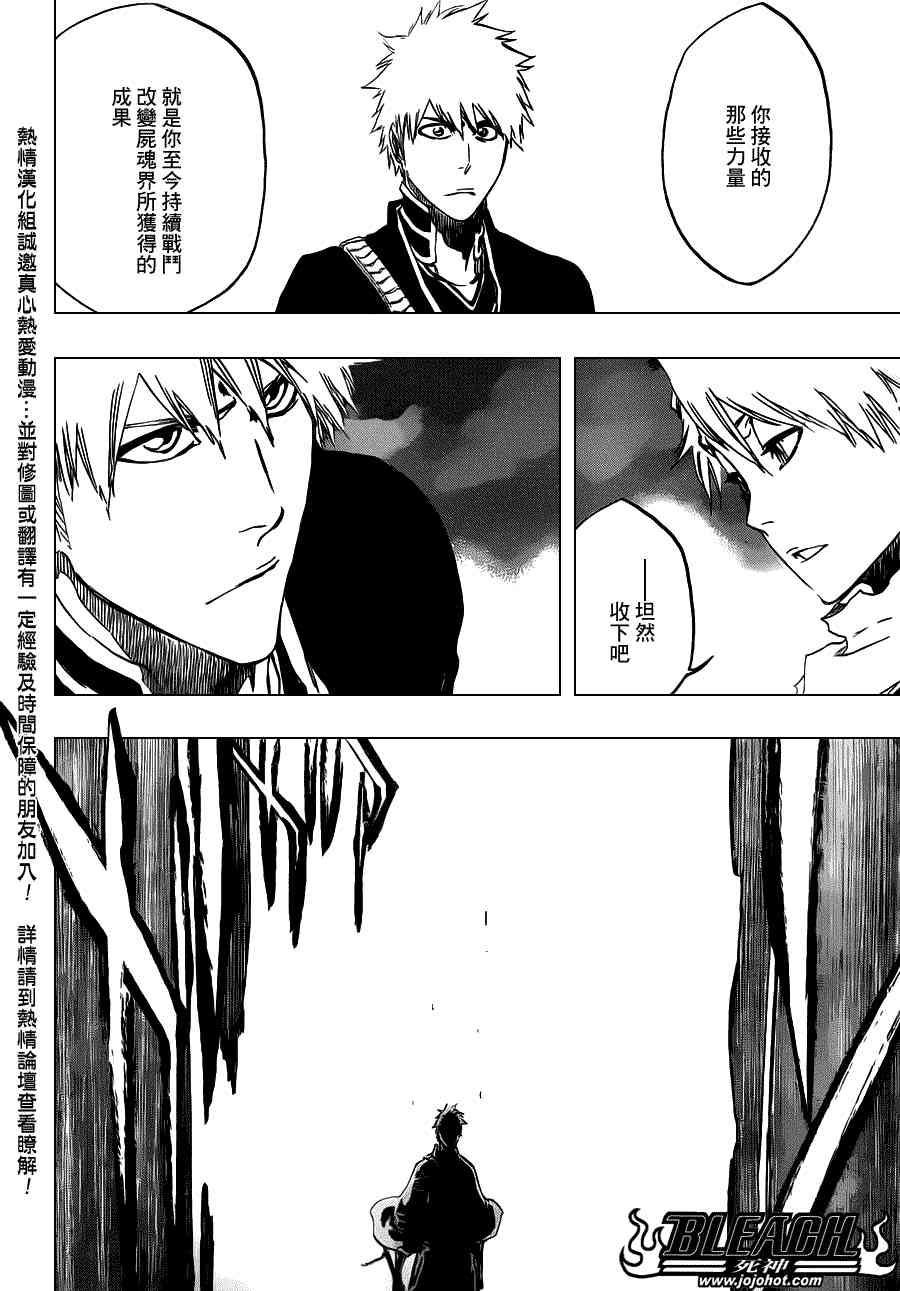 你接收的
那些力量
就是你至今持續戰鬥
改變屍魂界所獲得的
成果
──坦然
收下吧
熱情漢化組誠邀真心熱愛動漫…並對修圖或翻譯有一定經驗及時間保障的朋友加入！ 詳情請到熱情論壇查看瞭解！
BLEACH
死神
www.jojohot.com